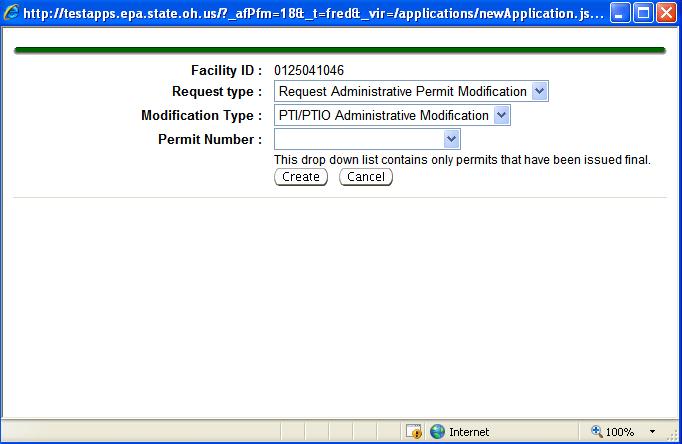 http://testapps.epa.state.oh.us/?_afPfm=18&_t=fred&_vir=/applications/newApplication.js...
Facility ID : 0125041046
Request type : Request Administrative Permit Modification
Modification Type : PTI/PTIO Administrative Modification
Permit Number :
This drop down list contains only permits that have been issued final.
Create Cancel
Internet 100%